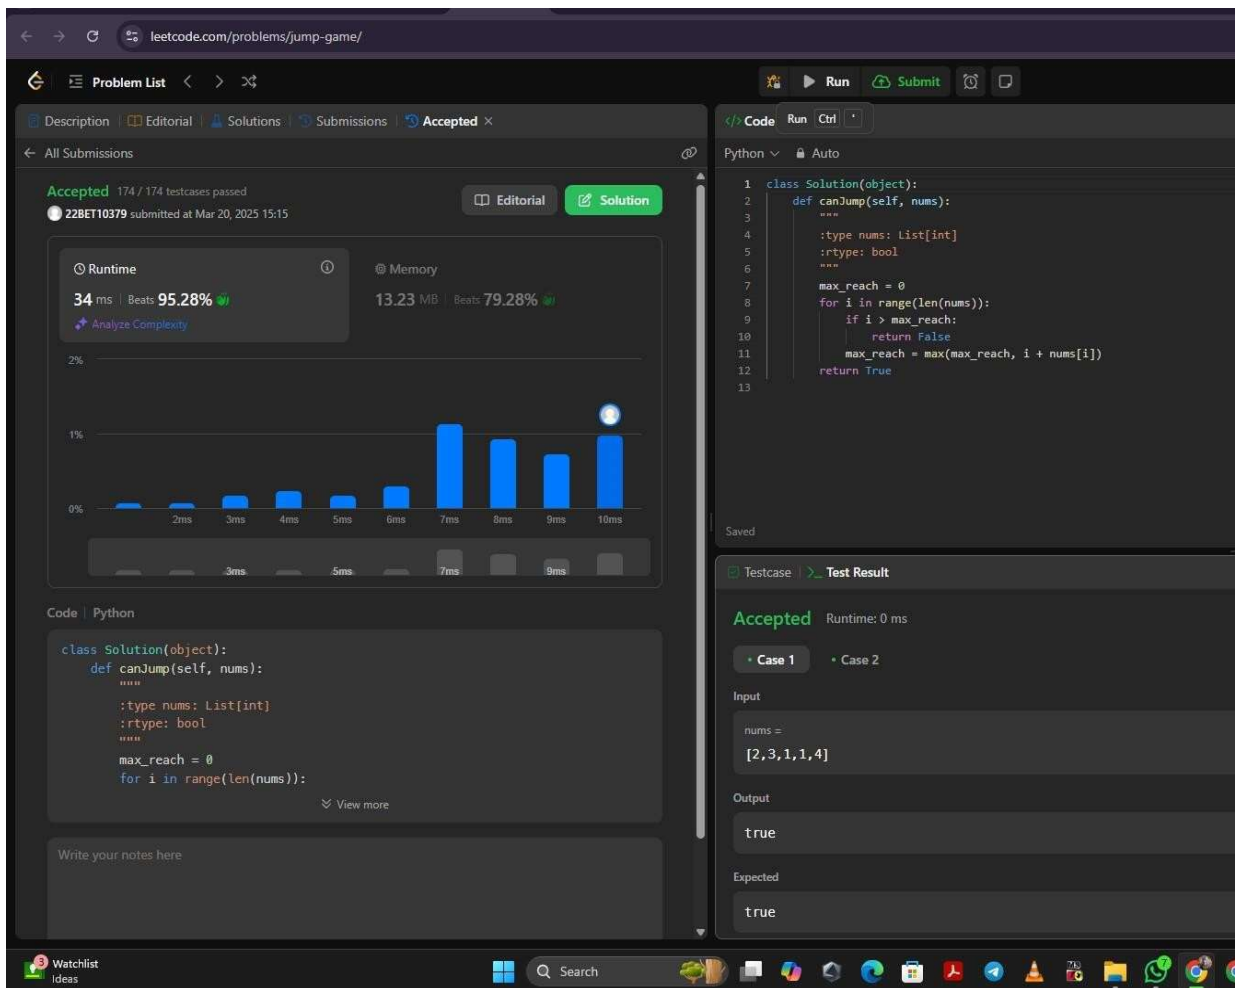 leetcode.com/problems/jump-game/
Problem List
Run
Submit
Description
Editorial
Solutions
Submissions
Accepted ×
</> Code
Run Ctrl '
All Submissions
Python
Auto
Accepted 174 / 174 testcases passed
22BET10379 submitted at Mar 20, 2025 15:15
Editorial
Solution
Runtime
34 ms | Beats 95.28%
Analyze Complexity
Memory
13.23 MB | Beats 79.28%
2%
1%
0%
2ms 3ms 4ms 5ms 6ms 7ms 8ms 9ms 10ms
3ms 5ms 7ms 9ms
Code | Python
class Solution(object):
def canJump(self, nums):
"""
:type nums: List[int]
:rtype: bool
"""
max_reach = 0
for i in range(len(nums)):
View more
Write your notes here
1 class Solution(object):
2 def canJump(self, nums):
3 """
4 :type nums: List[int]
5 :rtype: bool
6 """
7 max_reach = 0
8 for i in range(len(nums)):
9 if i > max_reach:
10 return False
11 max_reach = max(max_reach, i + nums[i])
12 return True
13
Saved
Testcase
>_ Test Result
Accepted Runtime: 0 ms
• Case 1 • Case 2
Input
nums =
[2,3,1,1,4]
Output
true
Expected
true
3
Watchlist
Ideas
Search
7